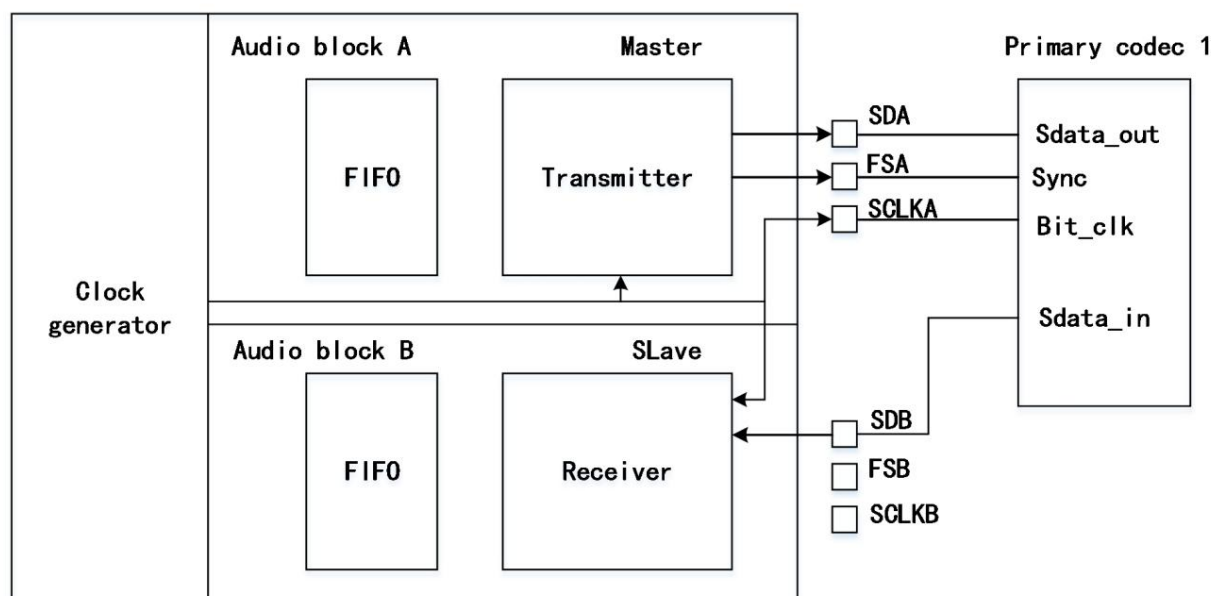 Audio block A
Master
Primary codec 1
SDA
Sdata_out
FIFO
Transmitter
FSA
Sync
SCLKA
Bit_clk
Clock
generator
Sdata_in
Audio block B
SLave
SDB
FIFO
Receiver
FSB
SCLKB